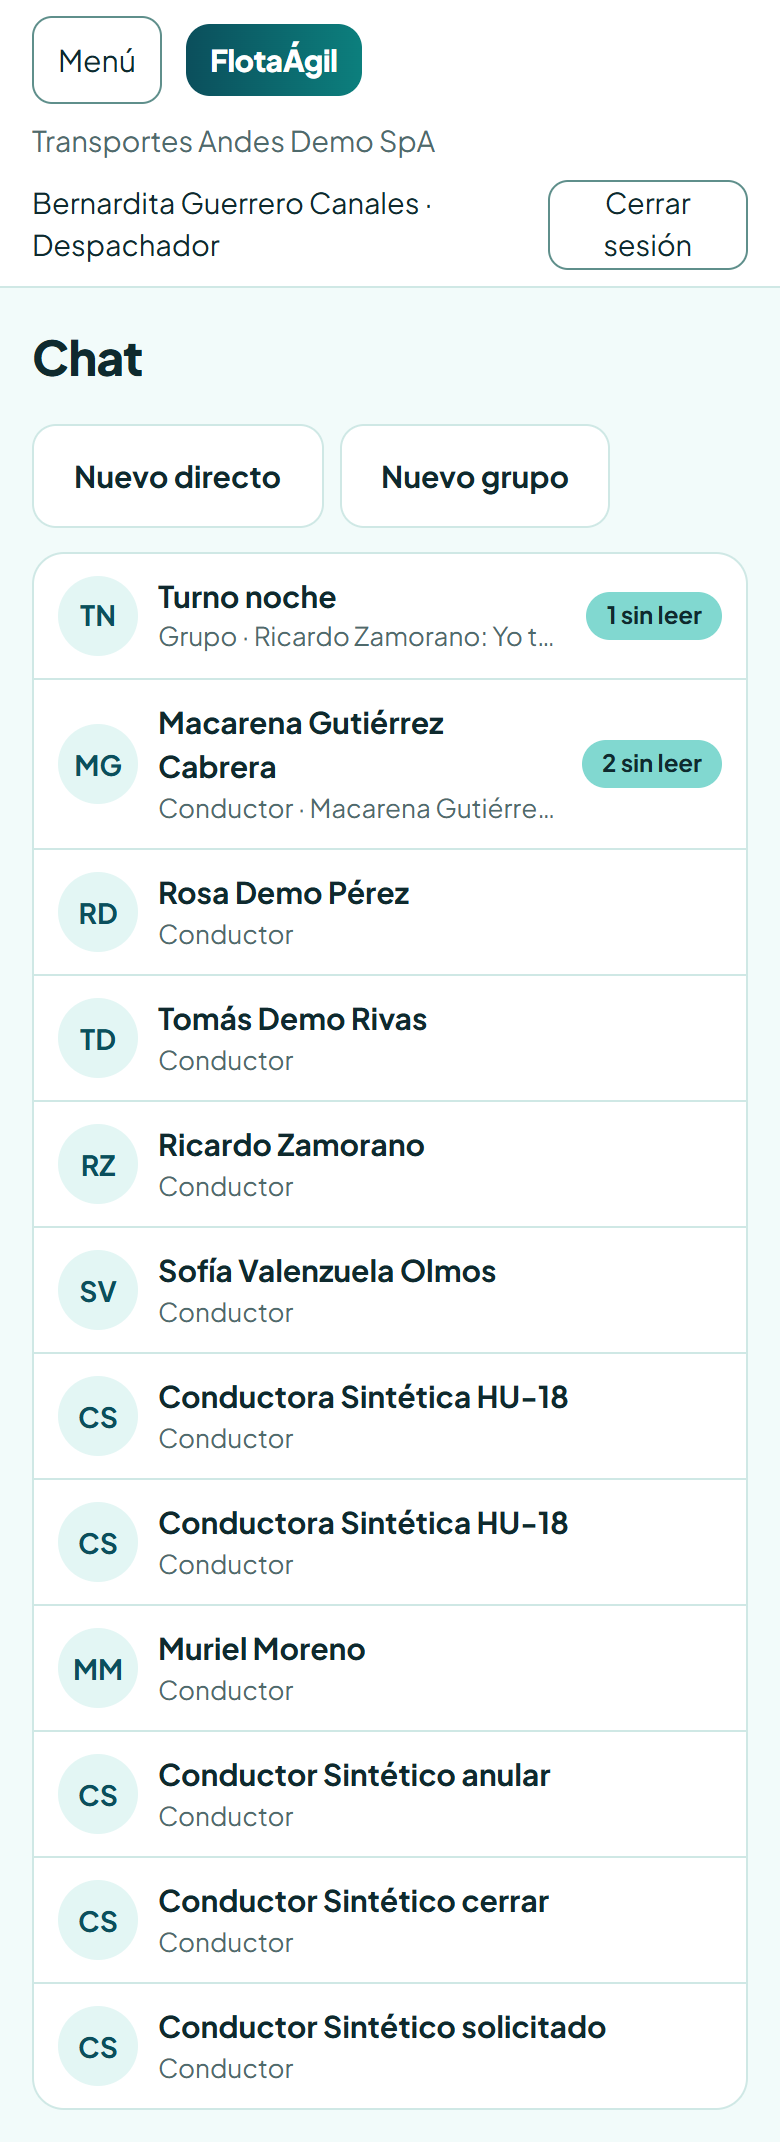 Menú
FlotaÁgil
Transportes Andes Demo SpA
Bernardita Guerrero Canales ·
Despachador
Cerrar
sesión
Chat
Nuevo directo
Nuevo grupo
TN
Turno noche
Grupo · Ricardo Zamorano: Yo t…
1 sin leer
MG
Macarena Gutiérrez
Cabrera
Conductor · Macarena Gutiérre…
2 sin leer
RD
Rosa Demo Pérez
Conductor
TD
Tomás Demo Rivas
Conductor
RZ
Ricardo Zamorano
Conductor
SV
Sofía Valenzuela Olmos
Conductor
CS
Conductora Sintética HU-18
Conductor
CS
Conductora Sintética HU-18
Conductor
MM
Muriel Moreno
Conductor
CS
Conductor Sintético anular
Conductor
CS
Conductor Sintético cerrar
Conductor
CS
Conductor Sintético solicitado
Conductor